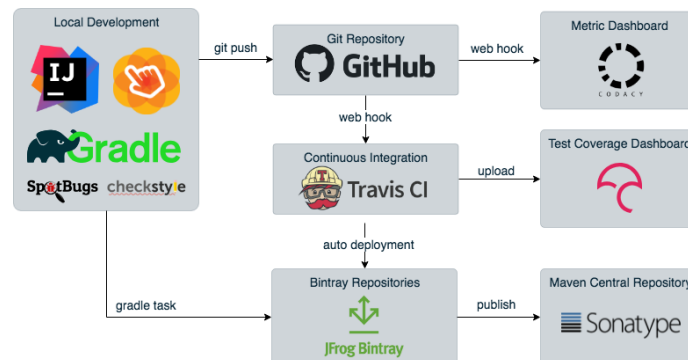 Local Development
IJ
Gradle
SpotBugs
checkstyle
git push
Git Repository
GitHub
web hook
Metric Dashboard
CODACY
web hook
Continuous Integration
T
Travis CI
upload
Test Coverage Dashboard
auto deployment
gradle task
Bintray Repositories
JFrog Bintray
publish
Maven Central Repository
Sonatype